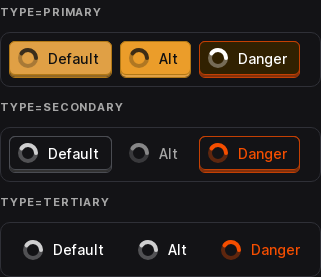 TYPE=PRIMARY
Default Alt Danger
TYPE=SECONDARY
Default Alt Danger
TYPE=TERTIARY
Default Alt Danger